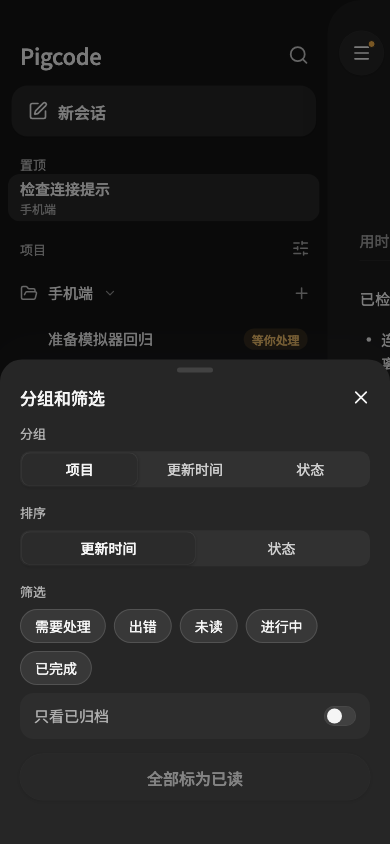 Pigcode
新会话
置顶
检查连接提示
手机端
用时
项目
手机端
已检
准备模拟器回归
等你处理
分组和筛选
分组
项目 更新时间 状态
排序
更新时间 状态
筛选
需要处理 出错 未读 进行中
已完成
只看已归档
全部标为已读